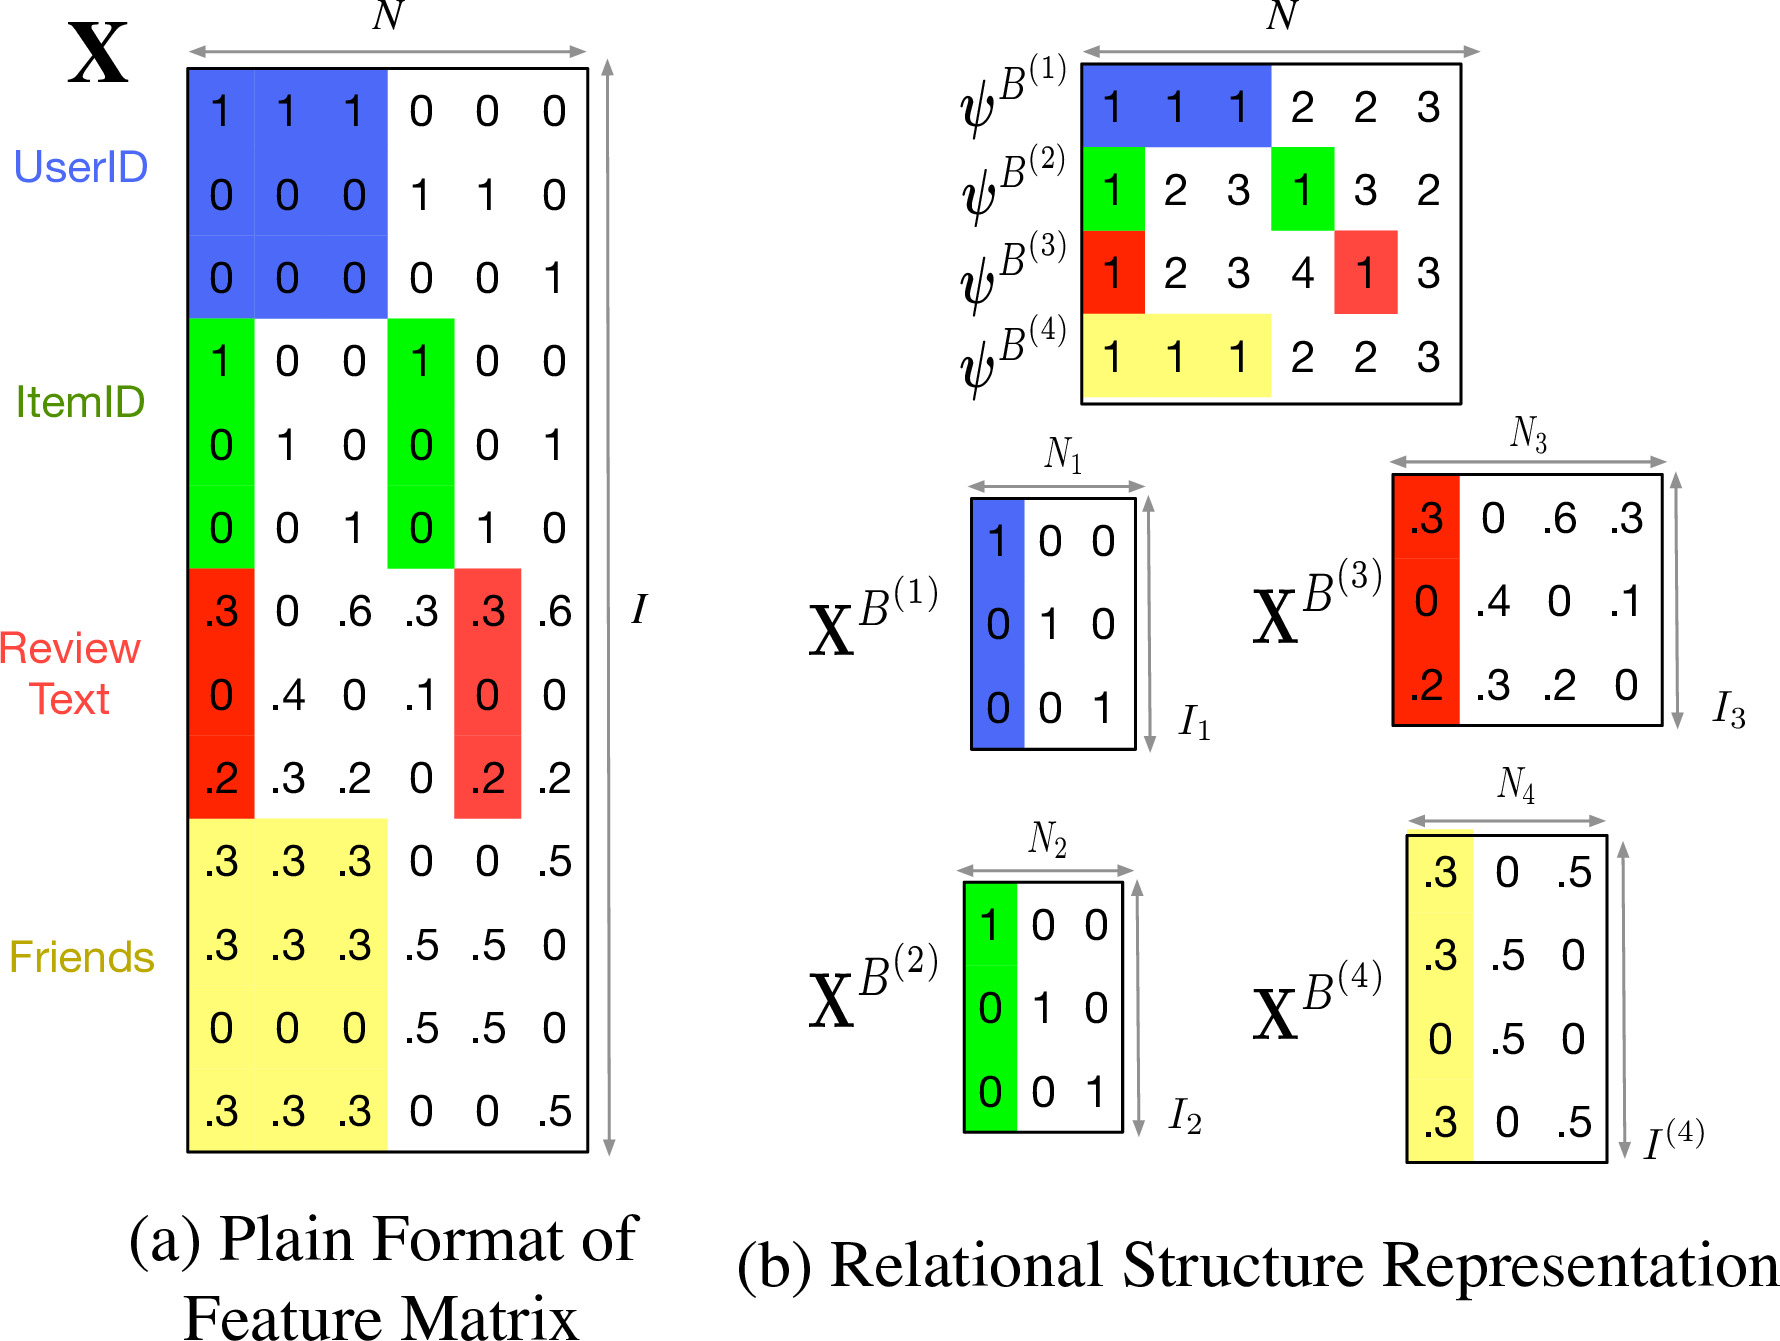 X
N
1 1 1 0 0 0
UserID
0 0 0 1 1 0
0 0 0 0 0 1
1 0 0 1 0 0
ItemID
0 1 0 0 0 1
0 0 1 0 1 0
.3 0 .6 .3 .3 .6
I
Review
Text
0 .4 0 .1 0 0
.2 .3 .2 0 .2 .2
.3 .3 .3 0 0 .5
.3 .3 .3 .5 .5 0
Friends
0 0 0 .5 .5 0
.3 .3 .3 0 0 .5
(a) Plain Format of
Feature Matrix
N
ψ^{B^{(1)}} 1 1 1 2 2 3
ψ^{B^{(2)}} 1 2 3 1 3 2
ψ^{B^{(3)}} 1 2 3 4 1 3
ψ^{B^{(4)}} 1 1 1 2 2 3
N_1
1 0 0
X^{B^{(1)}} 0 1 0
0 0 1
I_1
N_3
.3 0 .6 .3
X^{B^{(3)}} 0 .4 0 .1
.2 .3 .2 0
I_3
N_2
1 0 0
X^{B^{(2)}} 0 1 0
0 0 1
I_2
N_4
.3 0 .5
.3 .5 0
X^{B^{(4)}} 0 .5 0
.3 0 .5
I^{(4)}
(b) Relational Structure Representation